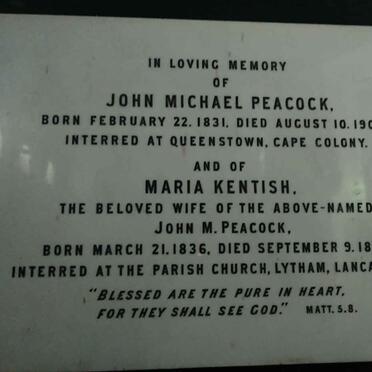 IN LOVING MEMORY
OF
JOHN MICHAEL PEACOCK,
BORN FEBRUARY 22. 1831, DIED AUGUST 10. 190
INTERRED AT QUEENSTOWN, CAPE COLONY.
AND OF
MARIA KENTISH,
THE BELOVED WIFE OF THE ABOVE-NAMED
JOHN M. PEACOCK,
BORN MARCH 21. 1836, DIED SEPTEMBER 9. 18
INTERRED AT THE PARISH CHURCH, LYTHAM, LANCA
"BLESSED ARE THE PURE IN HEART,
FOR THEY SHALL SEE GOD." MATT. 5.8.